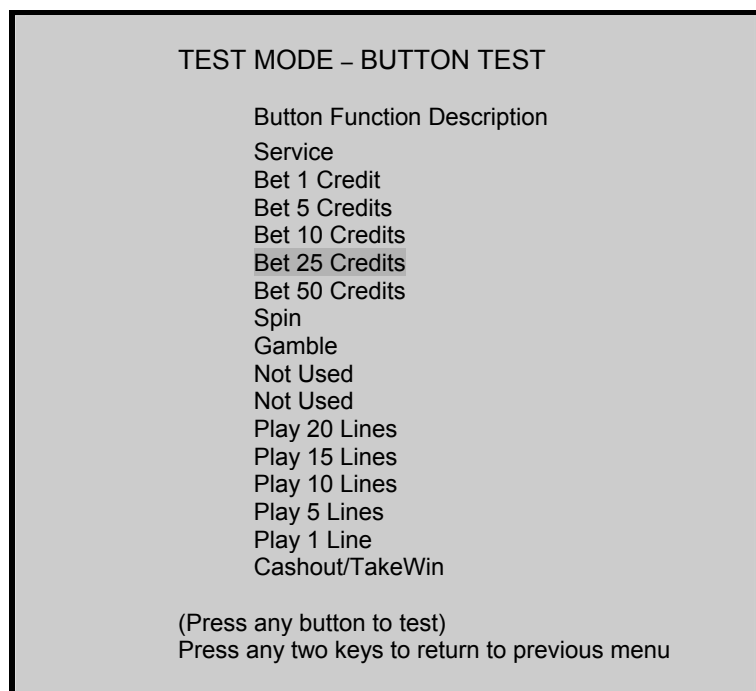 TEST MODE – BUTTON TEST
Button Function Description
Service
Bet 1 Credit
Bet 5 Credits
Bet 10 Credits
Bet 25 Credits
Bet 50 Credits
Spin
Gamble
Not Used
Not Used
Play 20 Lines
Play 15 Lines
Play 10 Lines
Play 5 Lines
Play 1 Line
Cashout/TakeWin
(Press any button to test)
Press any two keys to return to previous menu